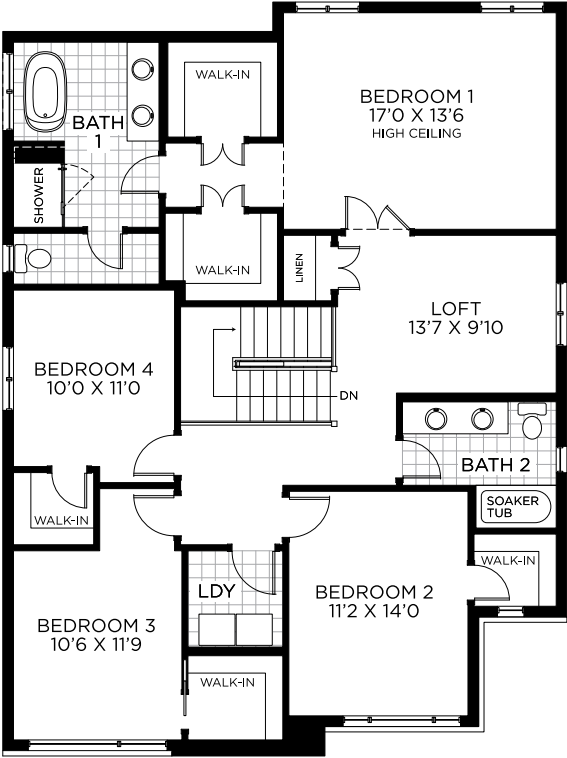 WALK-IN
BEDROOM 1
17'0 X 13'6
HIGH CEILING
BATH
1
SHOWER
WALK-IN
LINEN
LOFT
13'7 X 9'10
BEDROOM 4
10'0 X 11'0
DN
BATH 2
SOAKER
TUB
WALK-IN
WALK-IN
LDY
BEDROOM 2
11'2 X 14'0
BEDROOM 3
10'6 X 11'9
WALK-IN